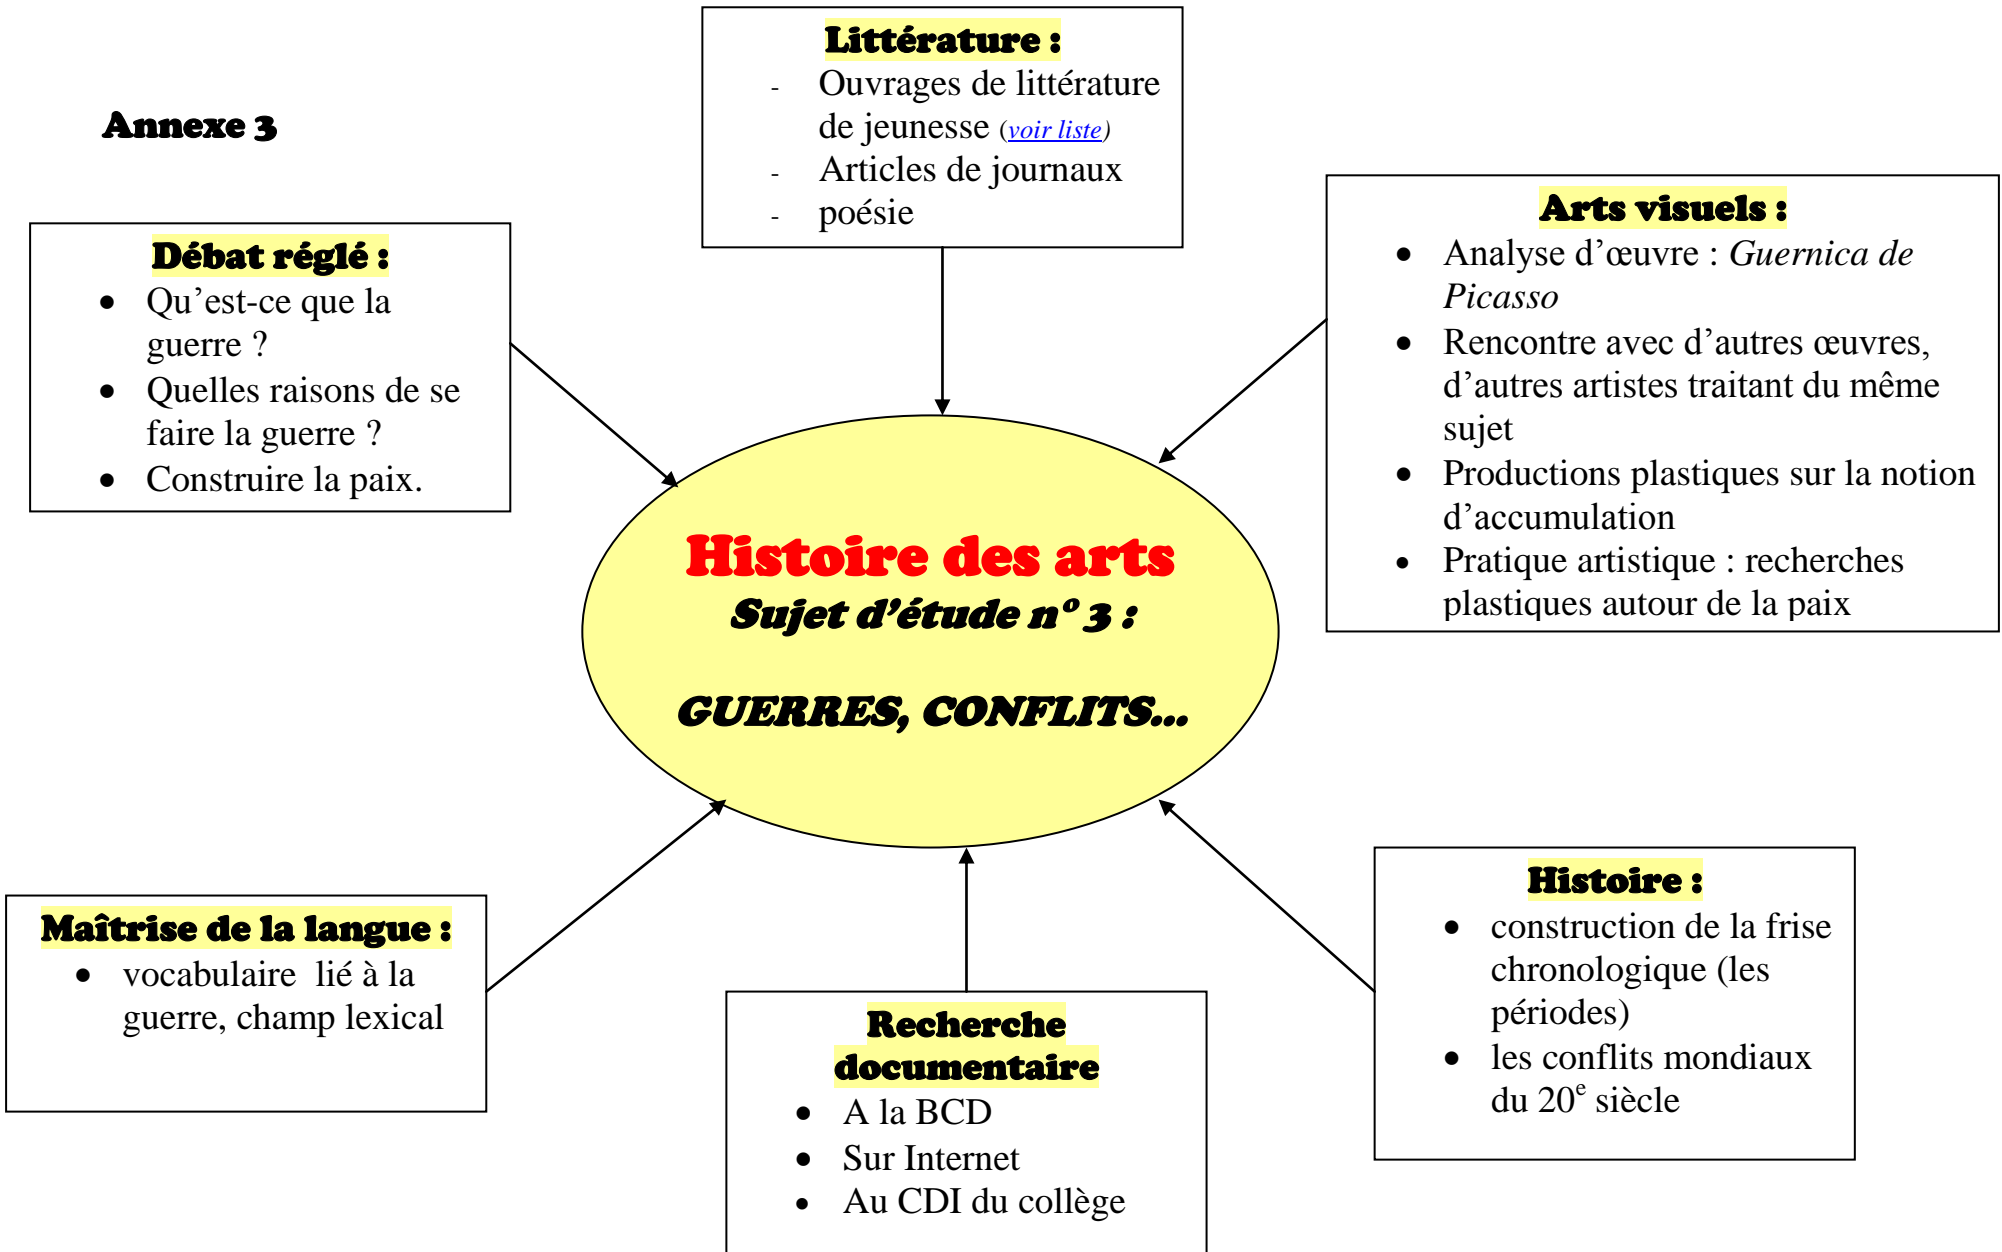 Annexe 3
Littérature :
- Ouvrages de littérature
de jeunesse (voir liste)
- Articles de journaux
- poésie
Débat réglé :
• Qu’est-ce que la
guerre ?
• Quelles raisons de se
faire la guerre ?
• Construire la paix.
Arts visuels :
• Analyse d’œuvre : Guernica de
Picasso
• Rencontre avec d’autres œuvres,
d’autres artistes traitant du même
sujet
• Productions plastiques sur la notion
d’accumulation
• Pratique artistique : recherches
plastiques autour de la paix
Histoire des arts
Sujet d’étude n° 3 :
GUERRES, CONFLITS…
Maîtrise de la langue :
• vocabulaire  lié à la
guerre, champ lexical
Recherche
documentaire
• A la BCD
• Sur Internet
• Au CDI du collège
Histoire :
• construction de la frise
chronologique (les
périodes)
• les conflits mondiaux
du 20e siècle